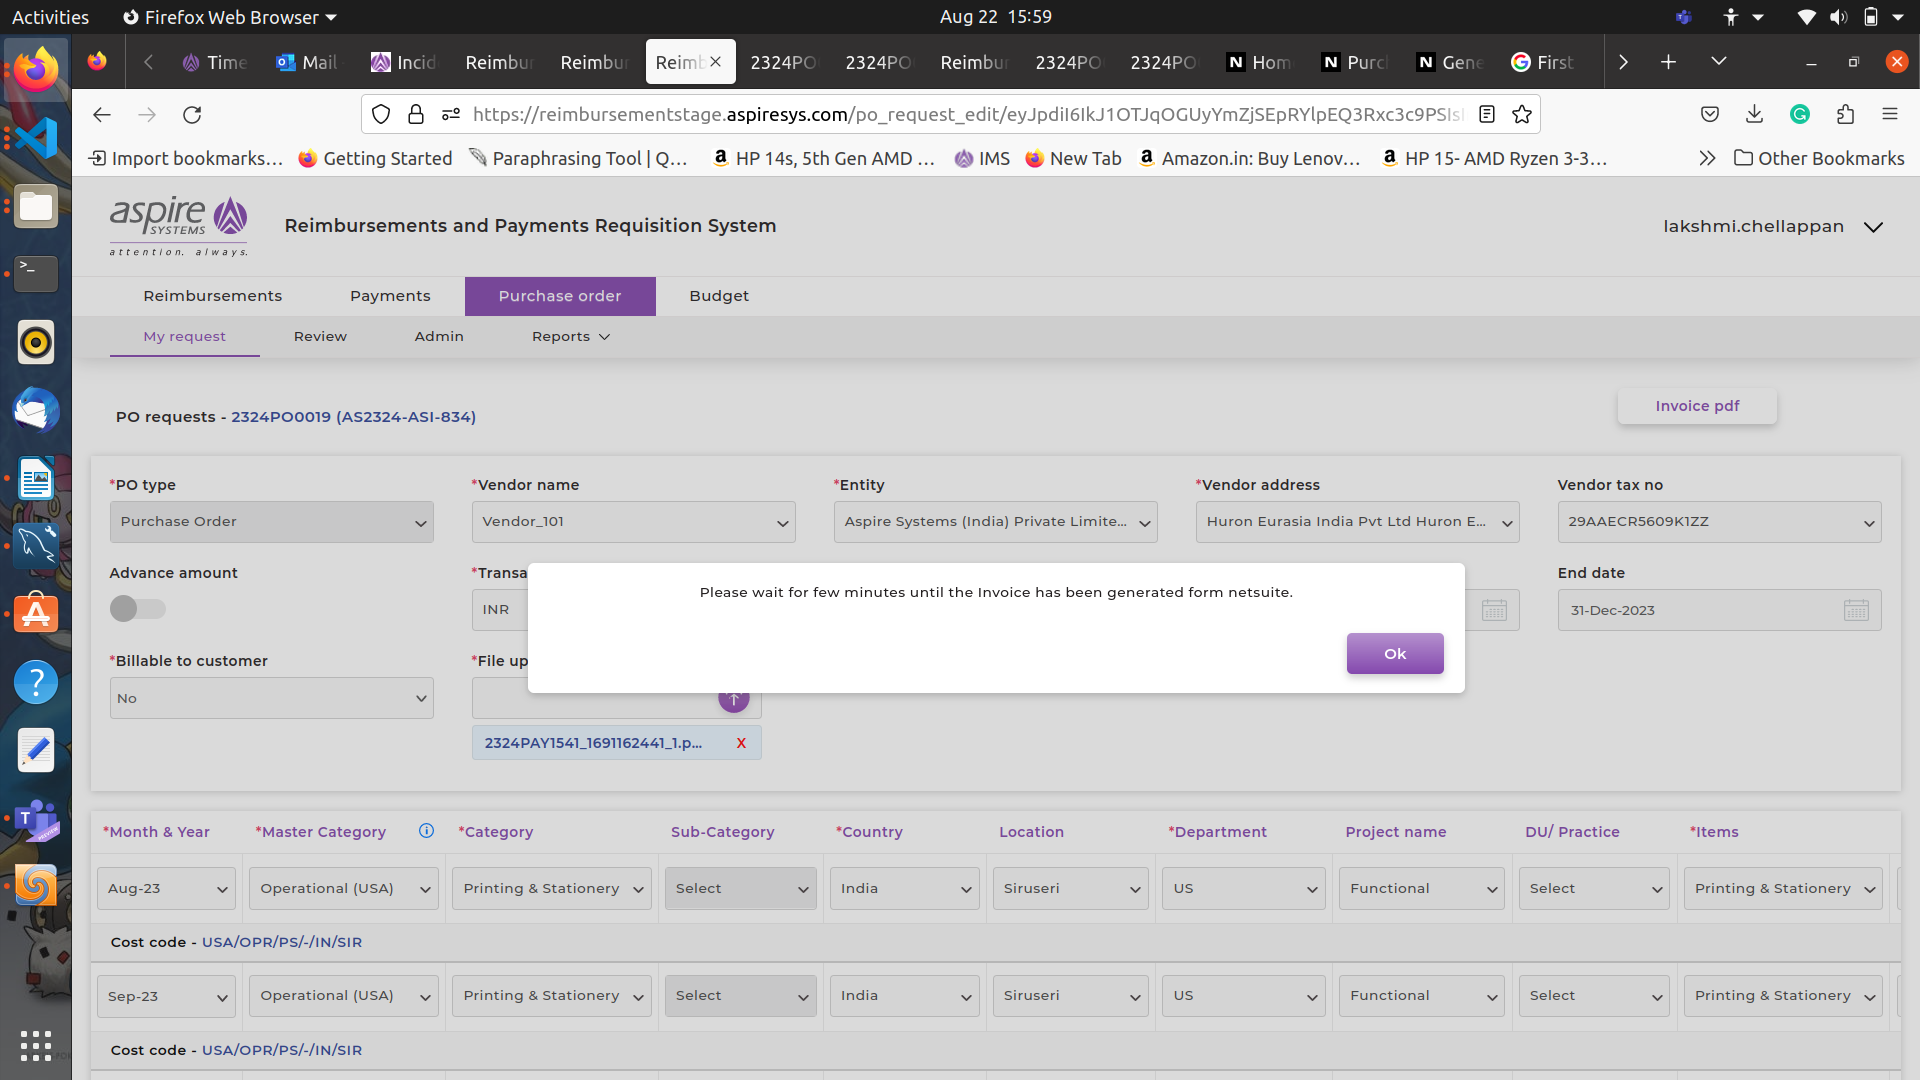 Activities Firefox Web Browser Aug 22 15:59
Time Mail Incid Reimbur Reimbur Reimb 2324PO 2324PO Reimbur 2324PO 2324PO Hom Purc Gene First
https://reimbursementstage.aspiresys.com/po_request_edit/
Import bookmarks… Getting Started Paraphrasing Tool | Q… HP 14s, 5th Gen AMD … IMS New Tab Amazon.in: Buy Lenov… HP 15- AMD Ryzen 3-3… Other Bookmarks
aspire SYSTEMS
attention. always.
Reimbursements and Payments Requisition System
lakshmi.chellappan
Reimbursements Payments Purchase order Budget
My request Review Admin Reports
PO requests - 2324PO0019 (AS2324-ASI-834)
Invoice pdf
*PO type *Vendor name *Entity *Vendor address Vendor tax no
Purchase Order Vendor_101 Aspire Systems (India) Private Limite... Huron Eurasia India Pvt Ltd Huron E... 29AAECR5609K1ZZ
Advance amount *Transa End date
INR 31-Dec-2023
Please wait for few minutes until the Invoice has been generated form netsuite.
Ok
*Billable to customer *File up
No
2324PAY1541_1691162441_1.p... X
*Month & Year *Master Category *Category Sub-Category *Country Location *Department Project name DU/ Practice *Items
Aug-23 Operational (USA) Printing & Stationery Select India Siruseri US Functional Select Printing & Stationery
Cost code - USA/OPR/PS/-/IN/SIR
Sep-23 Operational (USA) Printing & Stationery Select India Siruseri US Functional Select Printing & Stationery
Cost code - USA/OPR/PS/-/IN/SIR